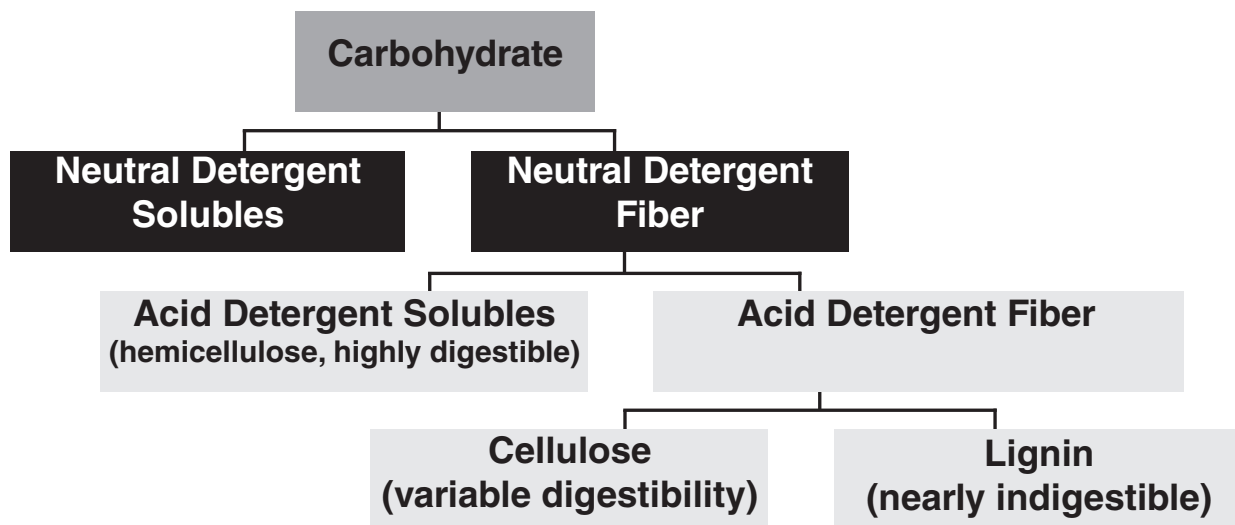 Carbohydrate
Neutral Detergent
Solubles
Neutral Detergent
Fiber
Acid Detergent Solubles
(hemicellulose, highly digestible)
Acid Detergent Fiber
Cellulose
(variable digestibility)
Lignin
(nearly indigestible)